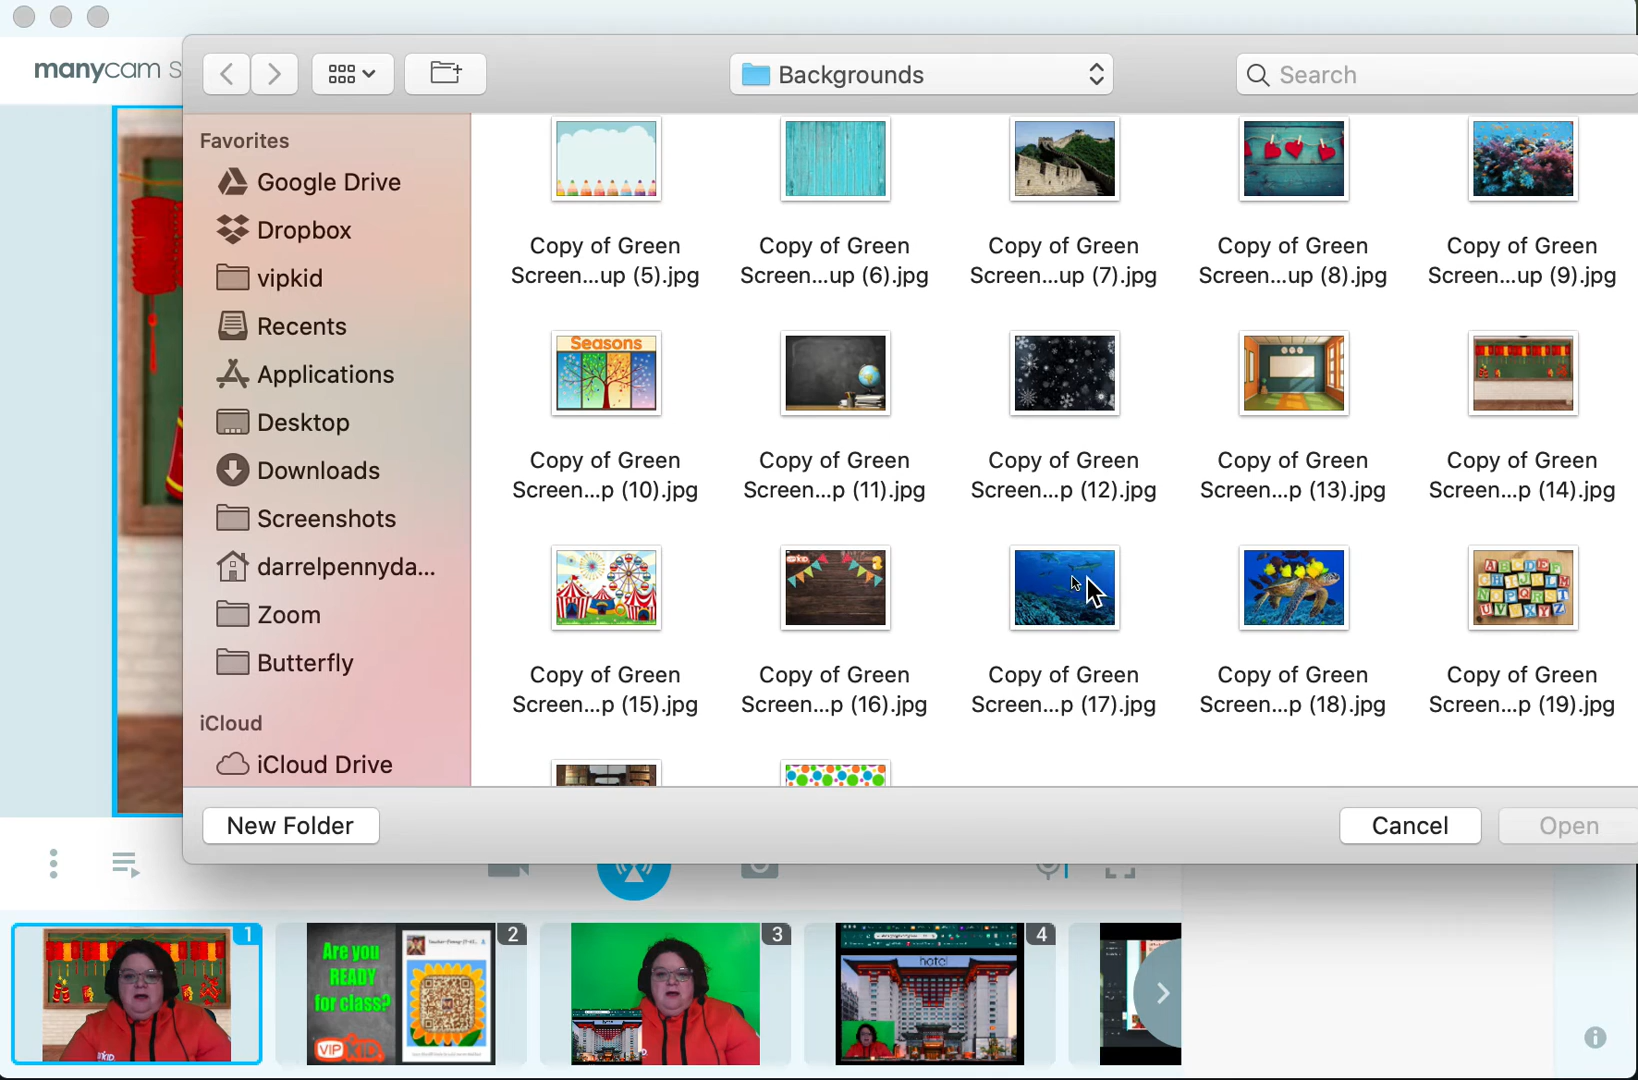 manycam S
Backgrounds
Search
Favorites
Google Drive
Dropbox
vipkid
Recents
Applications
Desktop
Downloads
Screenshots
darrelpennyda...
Zoom
Butterfly
iCloud
iCloud Drive
Copy of Green
Screen...up (5).jpg
Copy of Green
Screen...up (6).jpg
Copy of Green
Screen...up (7).jpg
Copy of Green
Screen...up (8).jpg
Copy of Green
Screen...up (9).jpg
Seasons
Copy of Green
Screen...p (10).jpg
Copy of Green
Screen...p (11).jpg
Copy of Green
Screen...p (12).jpg
Copy of Green
Screen...p (13).jpg
Copy of Green
Screen...p (14).jpg
Copy of Green
Screen...p (15).jpg
Copy of Green
Screen...p (16).jpg
Copy of Green
Screen...p (17).jpg
Copy of Green
Screen...p (18).jpg
Copy of Green
Screen...p (19).jpg
New Folder
Cancel
Open
1
2
Are you
READY
for class?
VIP KID
3
4
hotel